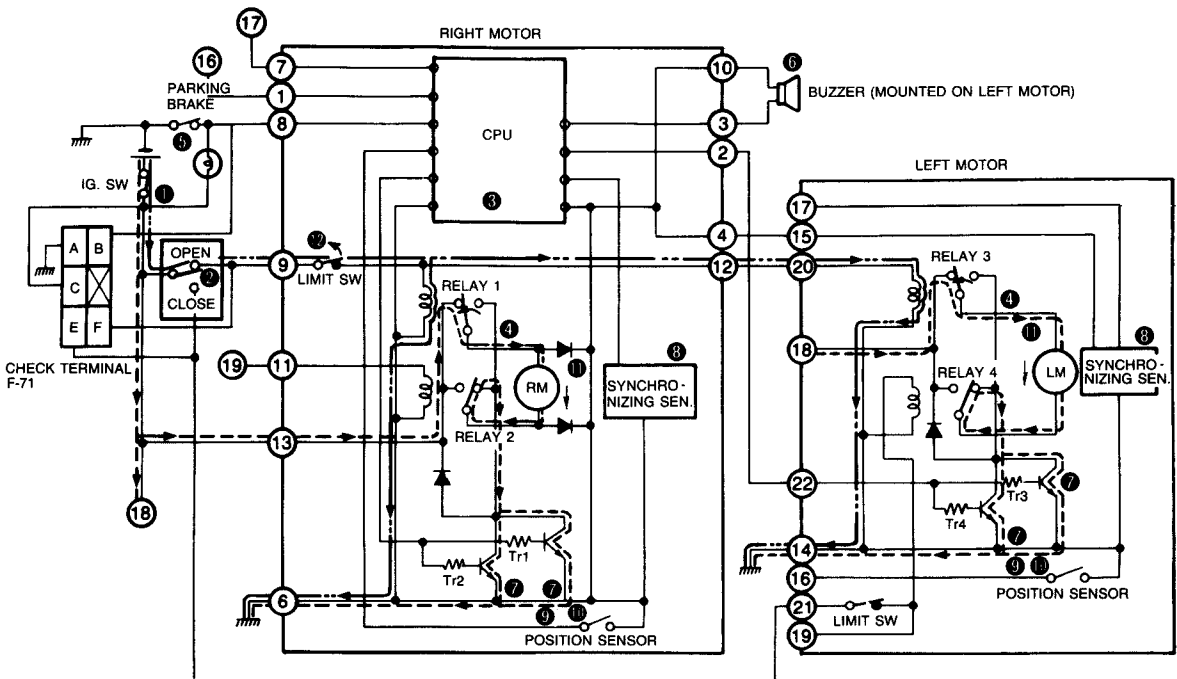 17
RIGHT MOTOR
16
PARKING
BRAKE
7
1
8
5
CPU
3
10
3
2
6
BUZZER (MOUNTED ON LEFT MOTOR)
IG. SW
1
LEFT MOTOR
A B
C
E F
CHECK TERMINAL
F-71
OPEN
CLOSE
9
LIMIT SW
4
12
17
15
20
RELAY 1
RELAY 3
4
11
19 11
RM
8
SYNCHRO-
NIZING SEN.
RELAY 2
13
18
4
11
18
RELAY 4
LM
8
SYNCHRO-
NIZING SEN.
Tr1
Tr2
7
7
6
9
10
POSITION SENSOR
22
Tr3
Tr4
7
7
14
9
16
POSITION SENSOR
21
LIMIT SW
19